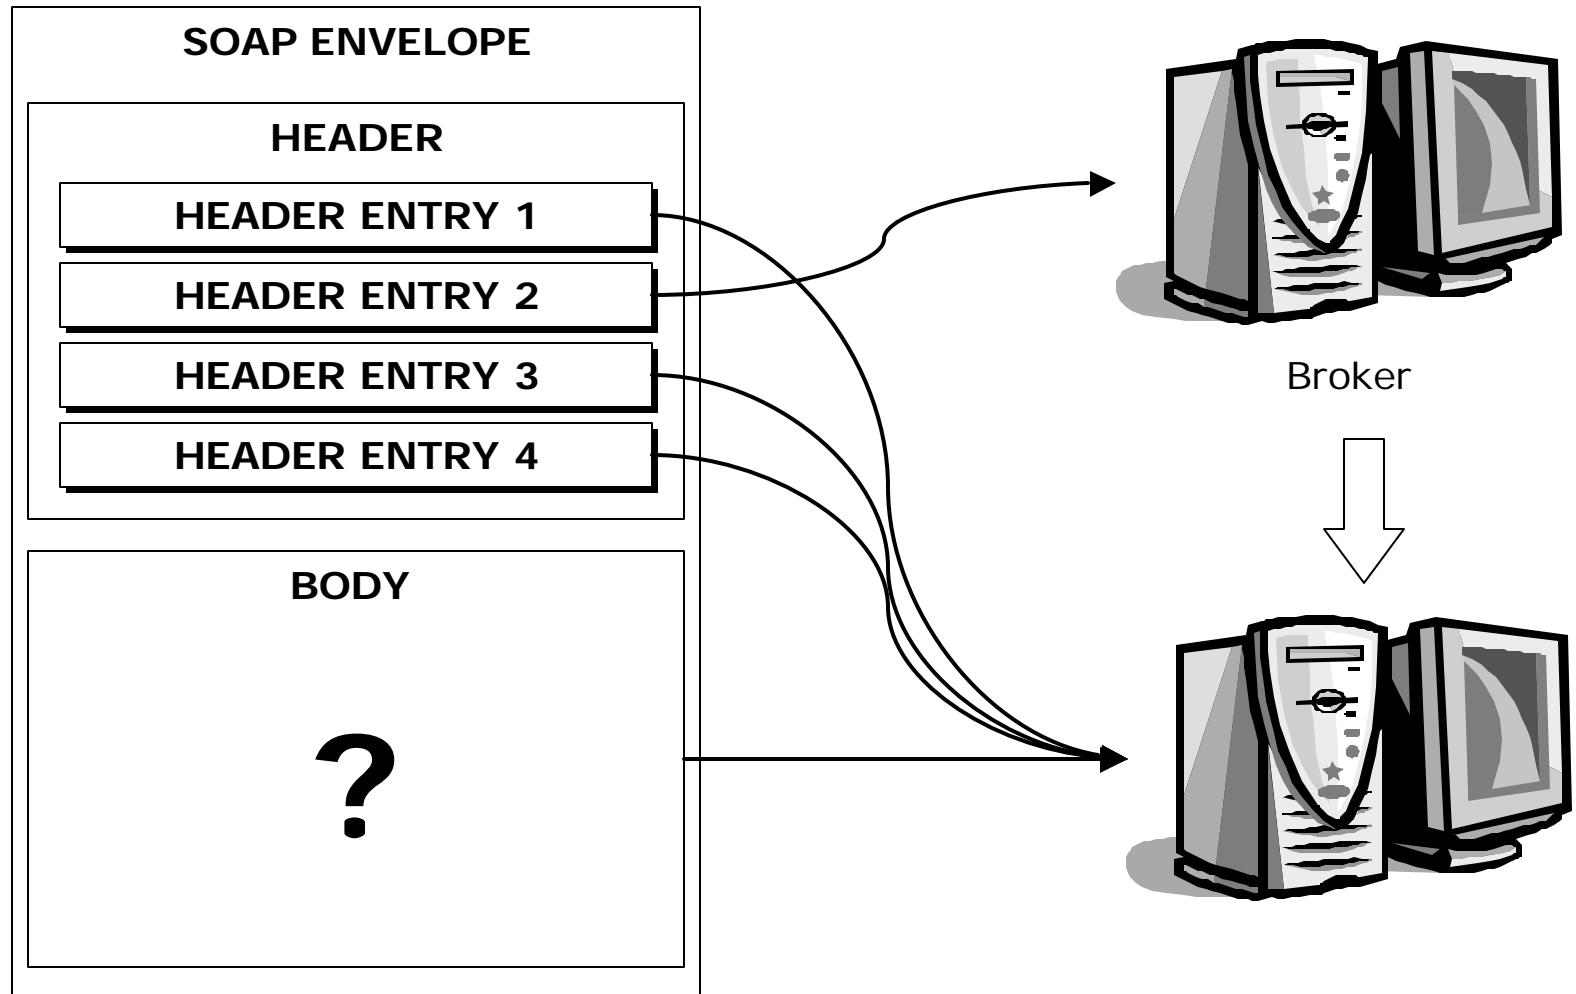 SOAP ENVELOPE
HEADER
HEADER ENTRY 1
HEADER ENTRY 2
HEADER ENTRY 3
HEADER ENTRY 4
BODY
?
Broker